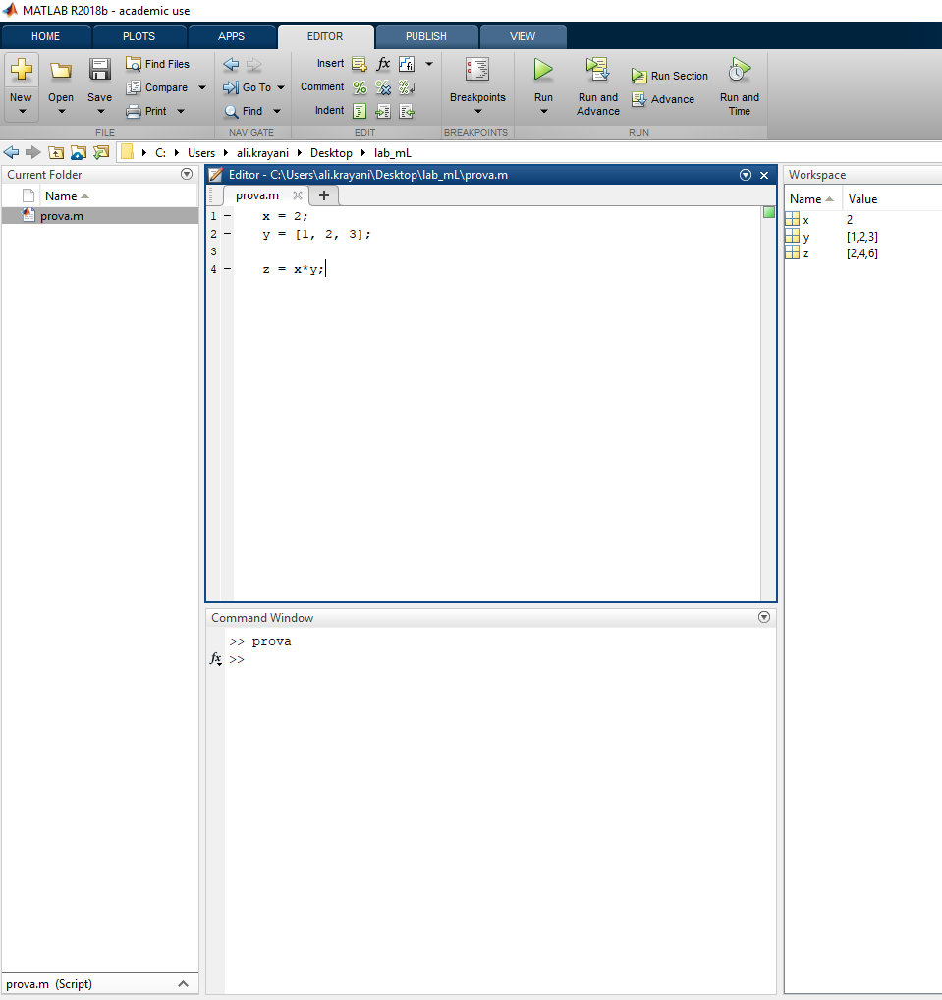 MATLAB R2018b - academic use
HOME PLOTS APPS EDITOR PUBLISH VIEW
New Open Save Find Files Compare Print
FILE
Go To Find
NAVIGATE
Insert fx
Comment
Indent
EDIT
Breakpoints
BREAKPOINTS
Run Run and Advance Run Section Advance Run and Time
RUN
C: Users ali.krayani Desktop lab_mL
Current Folder
Name
prova.m
Editor - C:\Users\ali.krayani\Desktop\lab_mL\prova.m
prova.m
1 x = 2;
2 y = [1, 2, 3];
3
4 z = x*y;
Command Window
>> prova
fx >>
Workspace
Name Value
x 2
y [1,2,3]
z [2,4,6]
prova.m (Script)